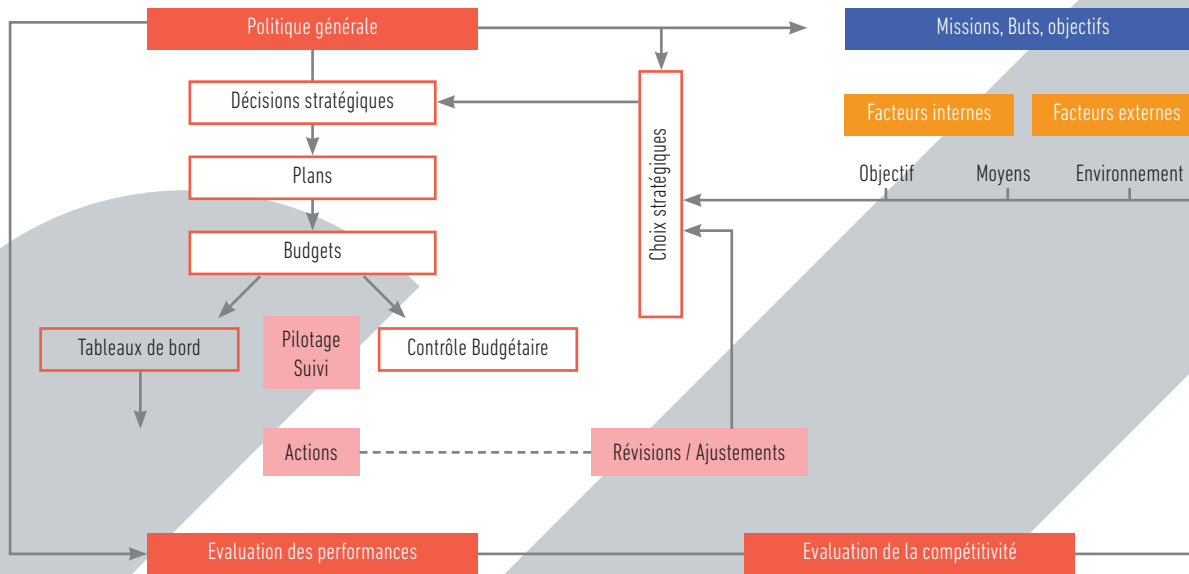 Politique générale
Missions, Buts, objectifs
Décisions stratégiques
Facteurs internes
Facteurs externes
Plans
Objectif
Moyens
Environnement
Choix stratégiques
Budgets
Tableaux de bord
Pilotage
Suivi
Contrôle Budgétaire
Actions
Révisions / Ajustements
Evaluation des performances
Evaluation de la compétitivité